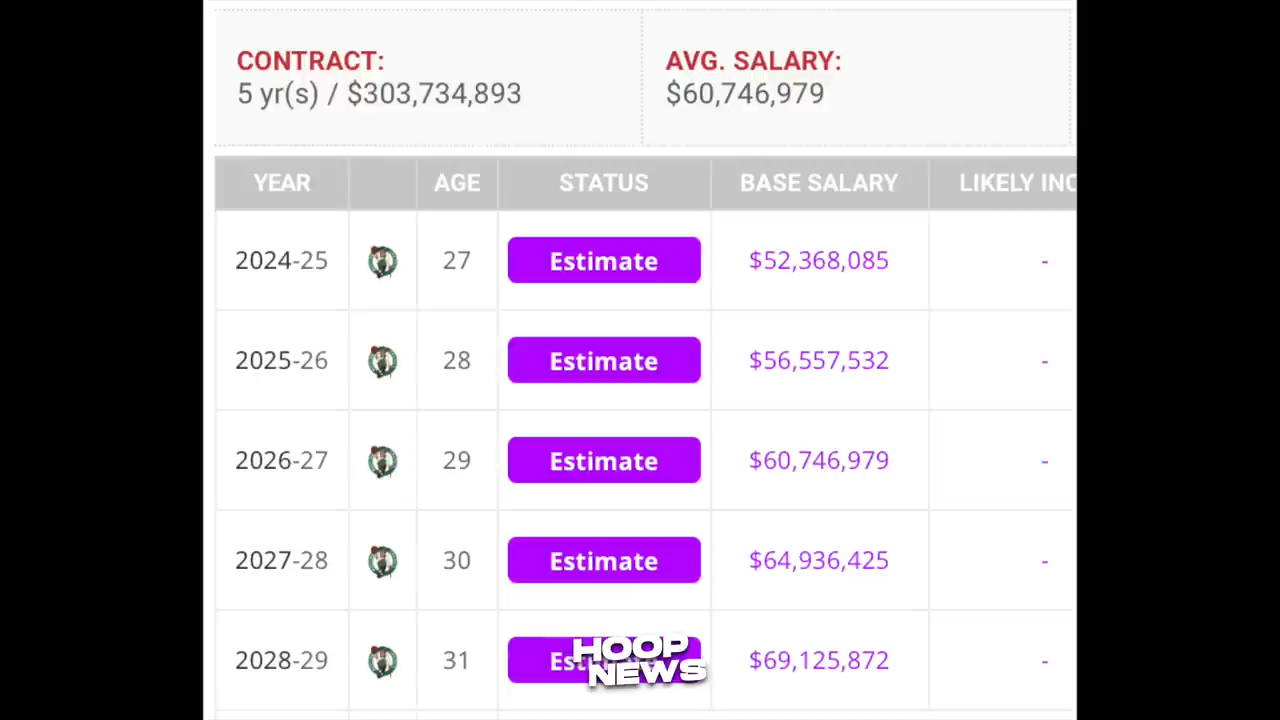 CONTRACT: AVG. SALARY:
5 yr(s) / $303,734,893 $60,746,979
YEAR AGE STATUS BASE SALARY LIKELY INC
2024-25 27 Estimate $52,368,085 -
2025-26 28 Estimate $56,557,532 -
2026-27 29 Estimate $60,746,979 -
2027-28 30 Estimate $64,936,425 -
2028-29 31 $69,125,872 -
HOOP
NEWS